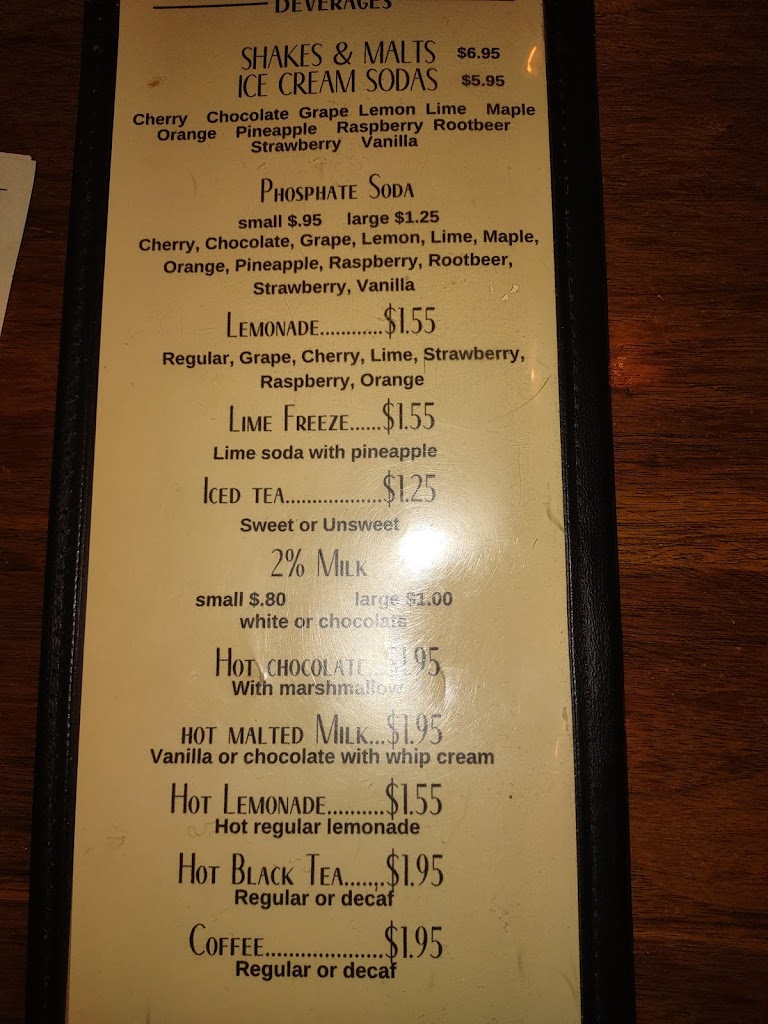 BEVERAGES
SHAKES & MALTS $6.95
ICE CREAM SODAS $5.95
Cherry Chocolate Grape Lemon Lime Maple
Orange Pineapple Raspberry Rootbeer
Strawberry Vanilla
PHOSPHATE SODA
small $.95 large $1.25
Cherry, Chocolate, Grape, Lemon, Lime, Maple,
Orange, Pineapple, Raspberry, Rootbeer,
Strawberry, Vanilla
LEMONADE............$1.55
Regular, Grape, Cherry, Lime, Strawberry,
Raspberry, Orange
LIME FREEZE......$1.55
Lime soda with pineapple
ICED TEA..................$1.25
Sweet or Unsweet
2% MILK
small $.80 large $1.00
white or chocolate
HOT CHOCOLATE...$1.95
With marshmallow
HOT MALTED MILK...$1.95
Vanilla or chocolate with whip cream
HOT LEMONADE..........$1.55
Hot regular lemonade
HOT BLACK TEA.......$1.95
Regular or decaf
COFFEE.....................$1.95
Regular or decaf